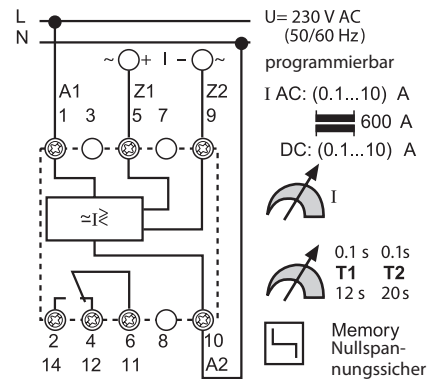 L
N
U= 230 V AC
(50/60 Hz)
~ + I - ~
programmierbar
A1 Z1 Z2
1 3 5 7 9
I AC: (0.1...10) A
600 A
DC: (0.1...10) A
≃I≷
I
0.1 s 0.1s
T1 T2
12 s 20s
2 4 6 8 10
14 12 11 A2
Memory
Nullspan-
nungssicher